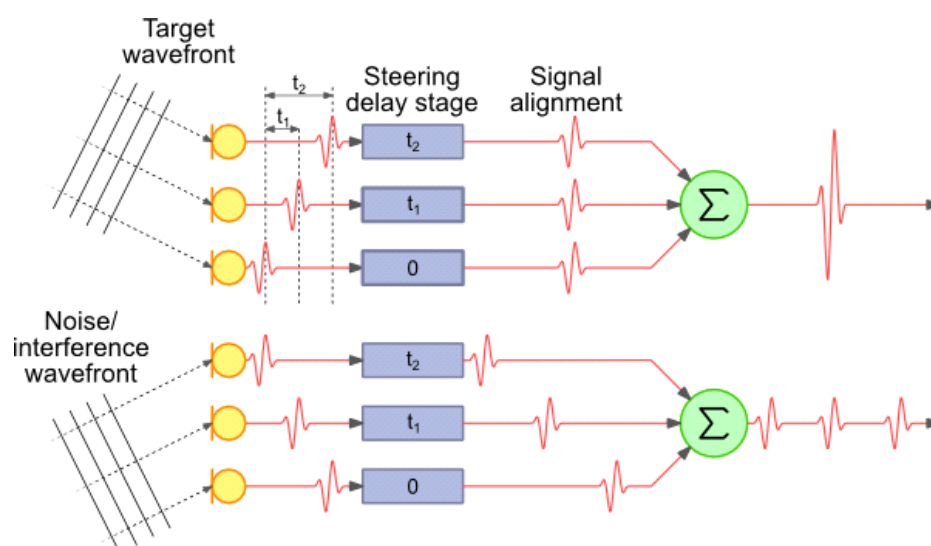 Target
wavefront
t2
t1
Steering
delay stage
Signal
alignment
t2
t1
0
Σ
Noise/
interference
wavefront
t2
t1
0
Σ